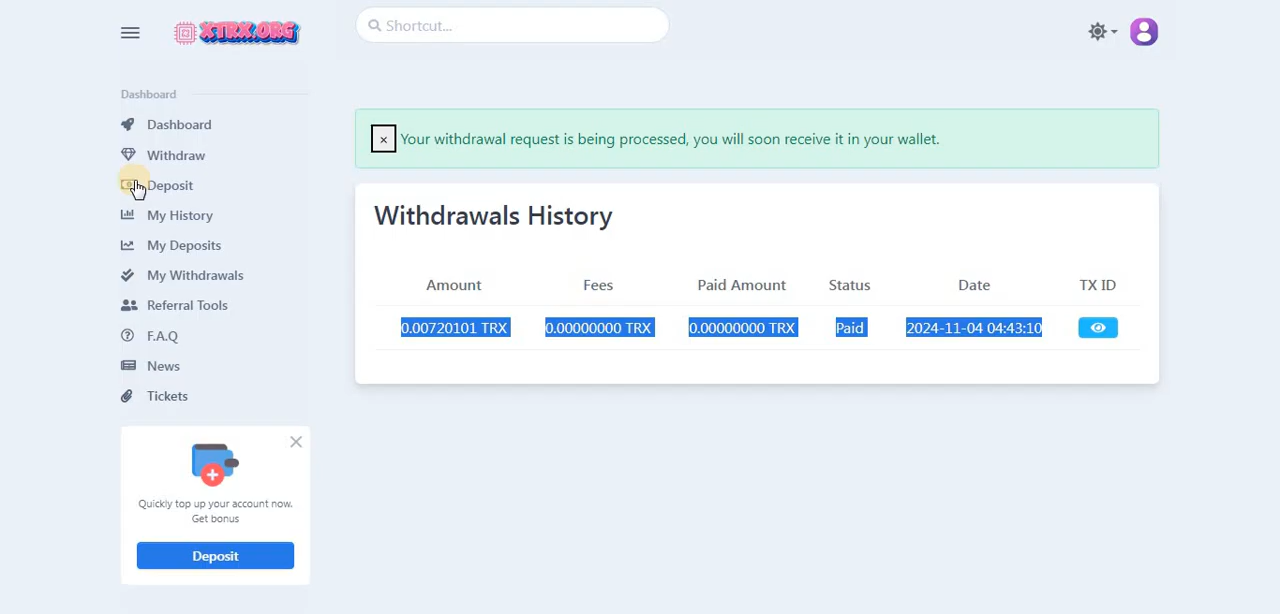 XTRX.ORG
Shortcut...
Dashboard
Dashboard
Withdraw
Deposit
My History
My Deposits
My Withdrawals
Referral Tools
F.A.Q
News
Tickets
Quickly top up your account now.
Get bonus
Deposit
× Your withdrawal request is being processed, you will soon receive it in your wallet.
Withdrawals History
Amount Fees Paid Amount Status Date TX ID
0.00720101 TRX 0.00000000 TRX 0.00000000 TRX Paid 2024-11-04 04:43:10